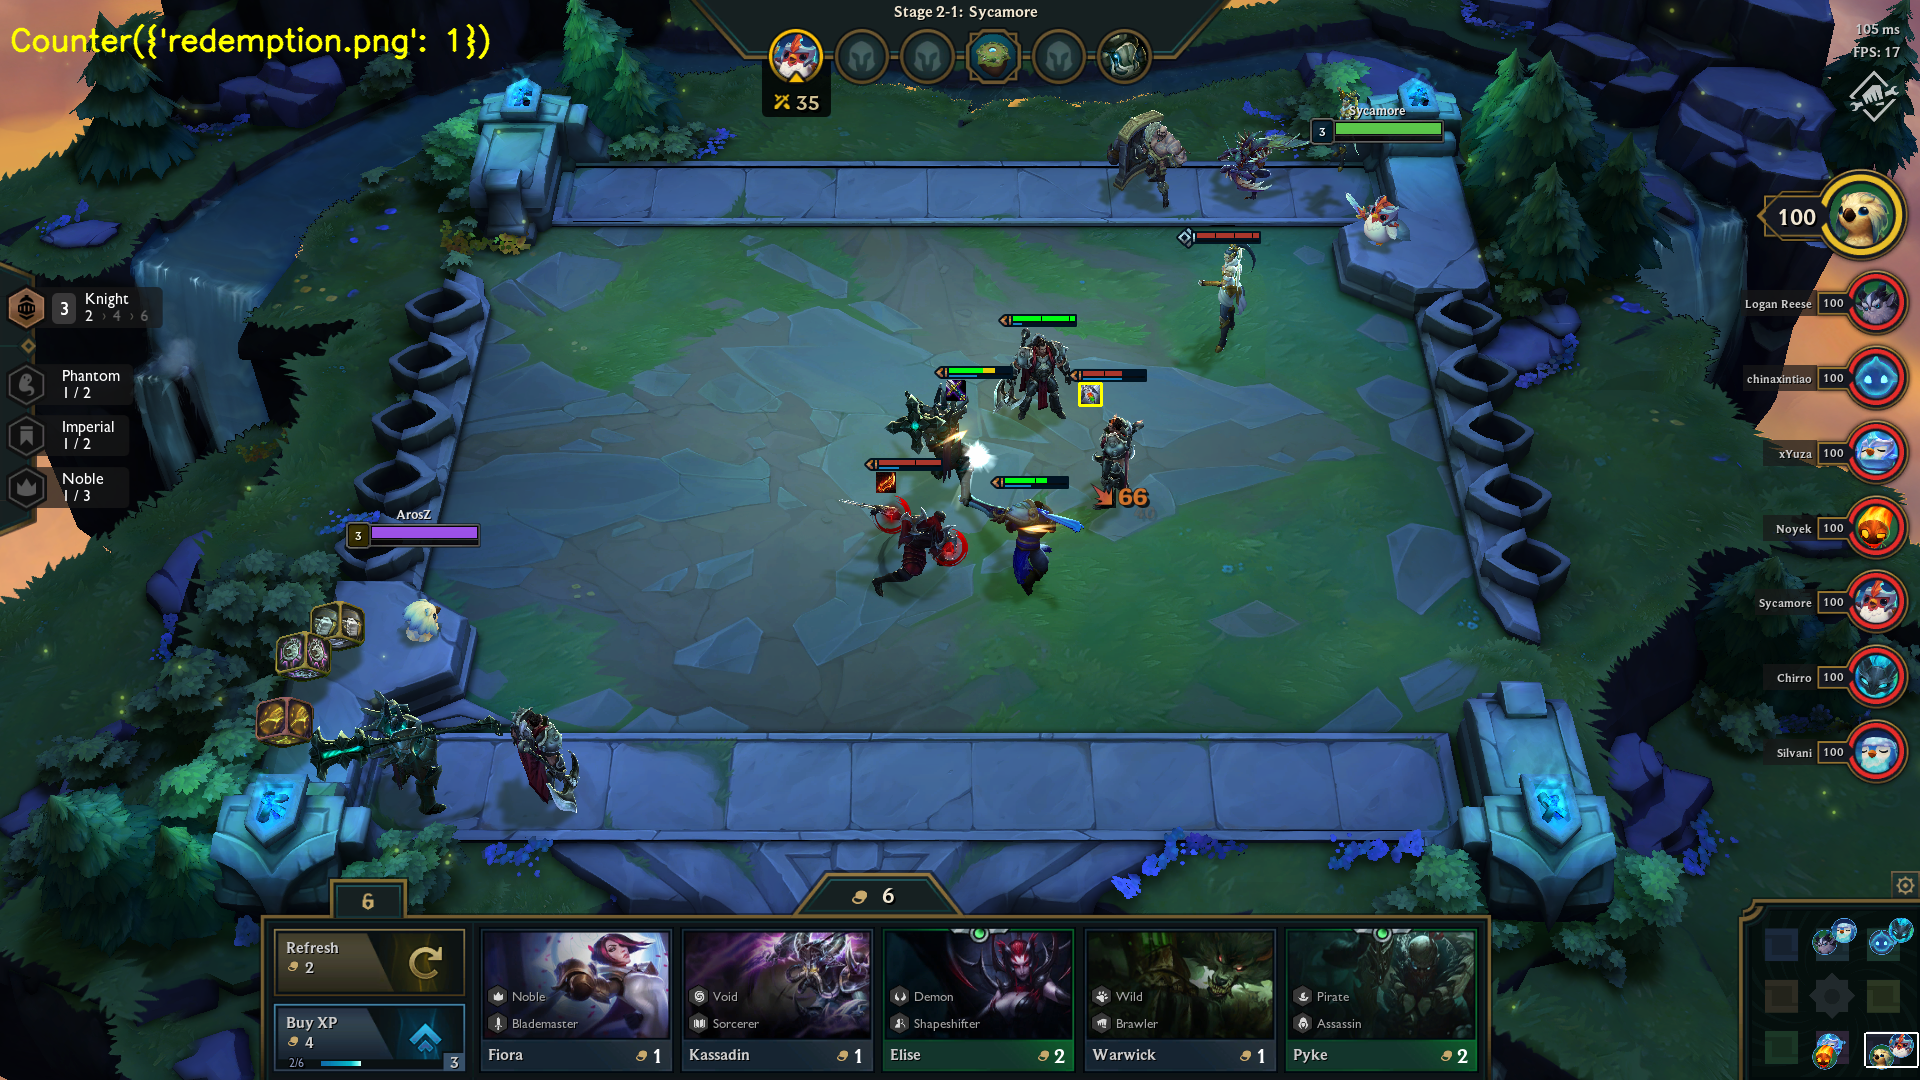 Stage 2-1: Sycamore
Counter({'redemption.png': 1})
105 ms
FPS: 17
35
Sycamore
3
100
Knight
3
2 › 4 › 6
Phantom
1 / 2
Imperial
1 / 2
Noble
1 / 3
Logan Reese 100
chinaxintiao 100
xYuza 100
Noyek 100
Sycamore 100
Chirro 100
Silvani 100
66
ArosZ
3
6
6
Refresh
2
Buy XP
4
2/6
3
Noble
Blademaster
Fiora 1
Void
Sorcerer
Kassadin 1
Demon
Shapeshifter
Elise 2
Wild
Brawler
Warwick 1
Pirate
Assassin
Pyke 2